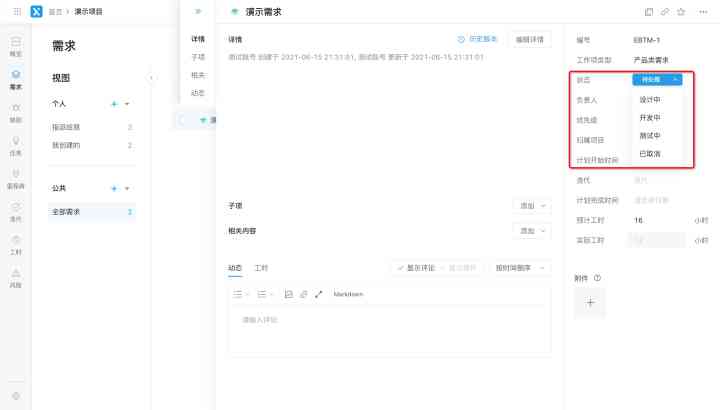 首页 > 演示项目
概览
需求
缺陷
任务
里程碑
迭代
工时
风险
需求
视图
个人
指派给我
2
我创建的
2
公共
全部需求
2
详情
子项
相关
动态
演示需求
详情
历史版本
编辑详情
测试账号 创建于 2021-06-15 21:31:01, 测试账号 更新于 2021-06-15 21:31:01
子项
添加
相关内容
添加
动态
工时
显示评论
按时间倒序
Markdown
请输入评论
编号
EBTM-1
工作项类型
产品类需求
状态
待处理
设计中
开发中
测试中
已取消
负责人
优先级
归属项目
计划开始时间
迭代
迭代
计划完成时间
预计工时
16
小时
实际工时
小时
附件